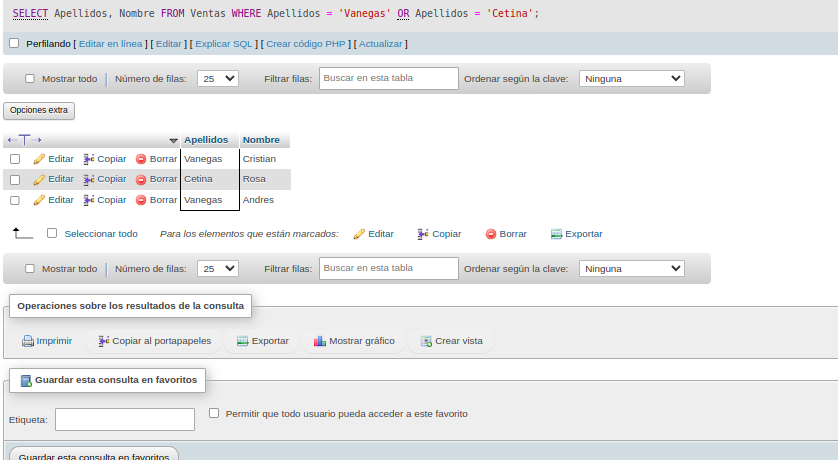 SELECT Apellidos, Nombre FROM Ventas WHERE Apellidos = 'Vanegas' OR Apellidos = 'Cetina';
Perfilando [ Editar en línea ] [ Editar ] [ Explicar SQL ] [ Crear código PHP ] [ Actualizar ]
Mostrar todo Número de filas: 25 Filtrar filas: Buscar en esta tabla Ordenar según la clave: Ninguna
Opciones extra
←T→ Apellidos Nombre
Editar Copiar Borrar Vanegas Cristian
Editar Copiar Borrar Cetina Rosa
Editar Copiar Borrar Vanegas Andres
Seleccionar todo Para los elementos que están marcados: Editar Copiar Borrar Exportar
Mostrar todo Número de filas: 25 Filtrar filas: Buscar en esta tabla Ordenar según la clave: Ninguna
Operaciones sobre los resultados de la consulta
Imprimir Copiar al portapapeles Exportar Mostrar gráfico Crear vista
Guardar esta consulta en favoritos
Etiqueta: Permitir que todo usuario pueda acceder a este favorito
Guardar esta consulta en favoritos